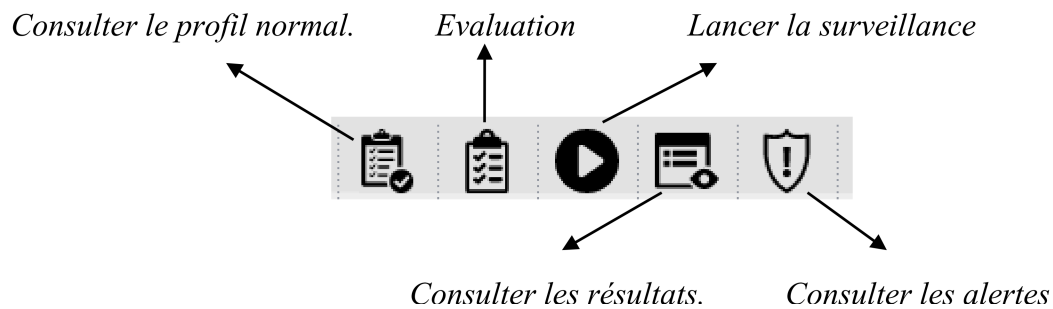 Consulter le profil normal.
Evaluation
Lancer la surveillance
Consulter les résultats.
Consulter les alertes